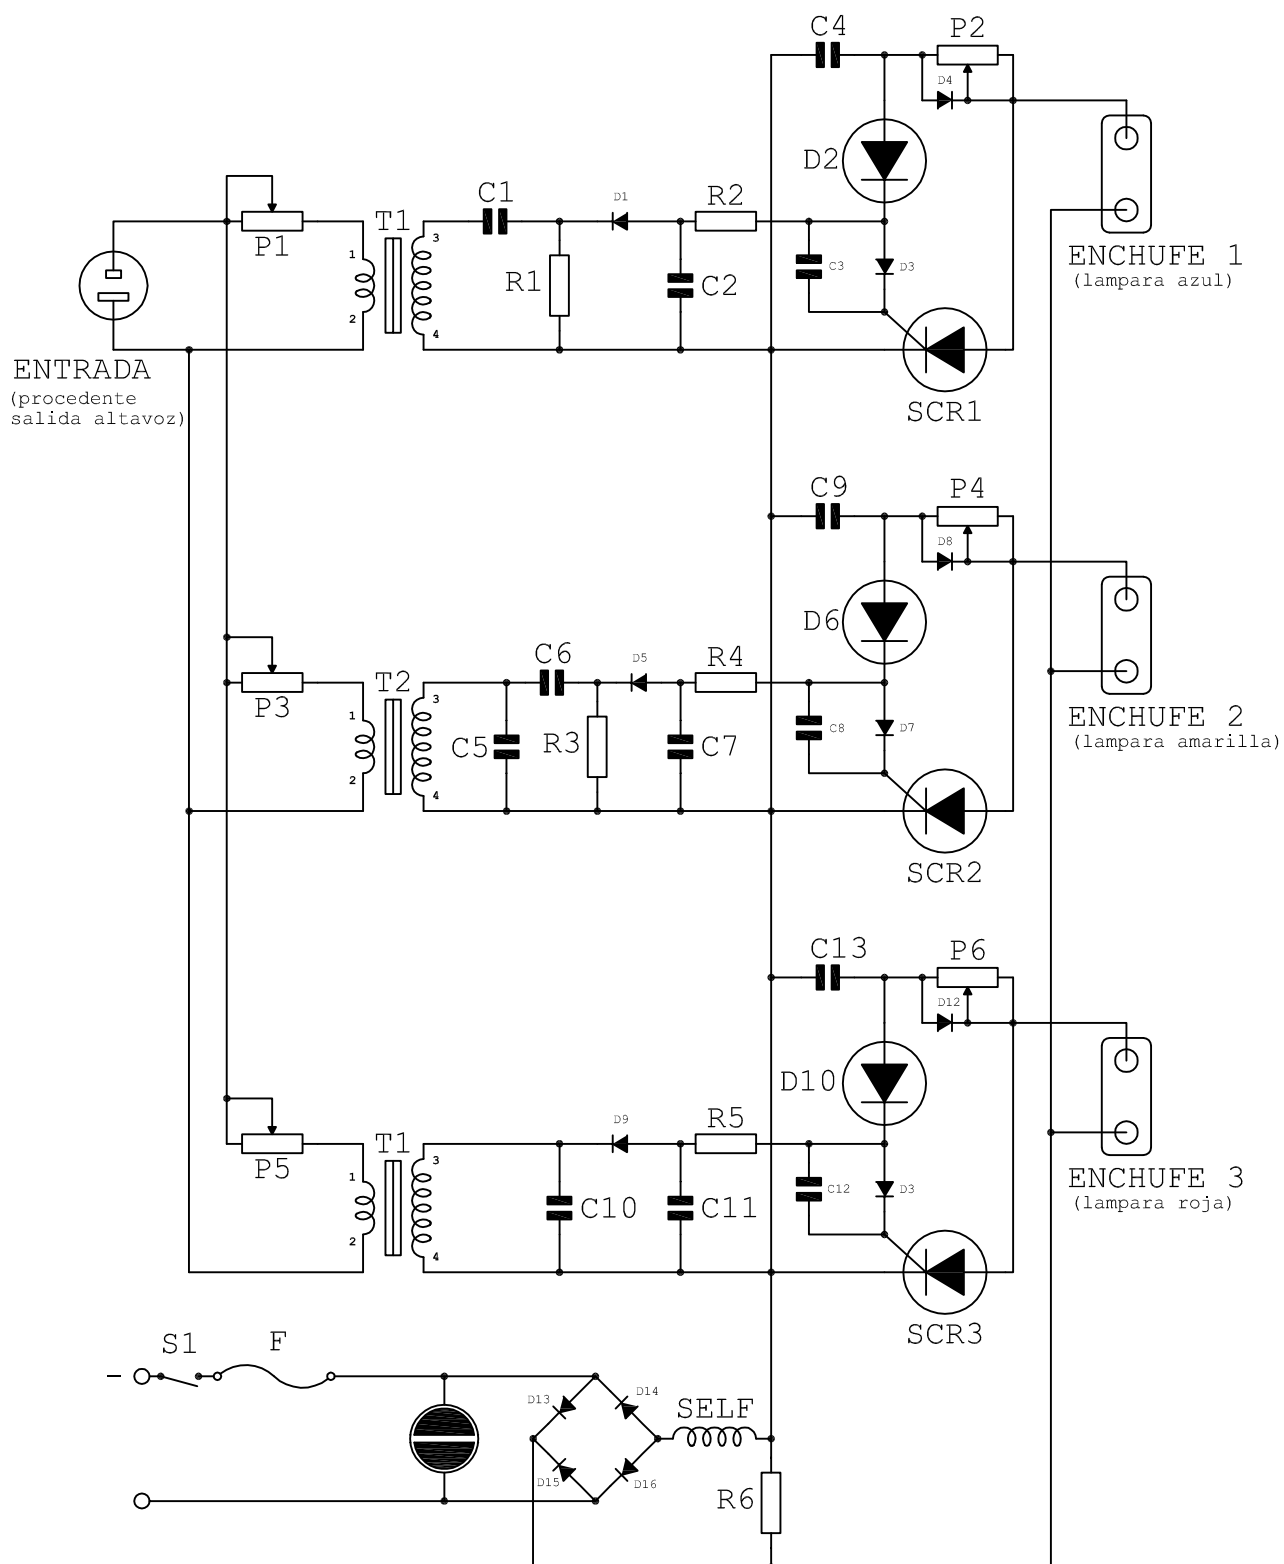 C4
P2
D4
D2
C1
D1
R2
T1
3
1
P1
R1
C2
C3
D3
2
4
ENCHUFE 1
(lampara azul)
ENTRADA
(procedente
salida altavoz)
SCR1
C9
P4
D8
D6
C6
D5
R4
T2
3
1
P3
C5
R3
C7
C8
D7
2
4
ENCHUFE 2
(lampara amarilla)
SCR2
C13
P6
D12
D10
D9
R5
T1
3
1
P5
C10
C11
C12
D3
2
4
ENCHUFE 3
(lampara roja)
SCR3
S1
F
−
D13
D14
SELF
D15
D16
R6